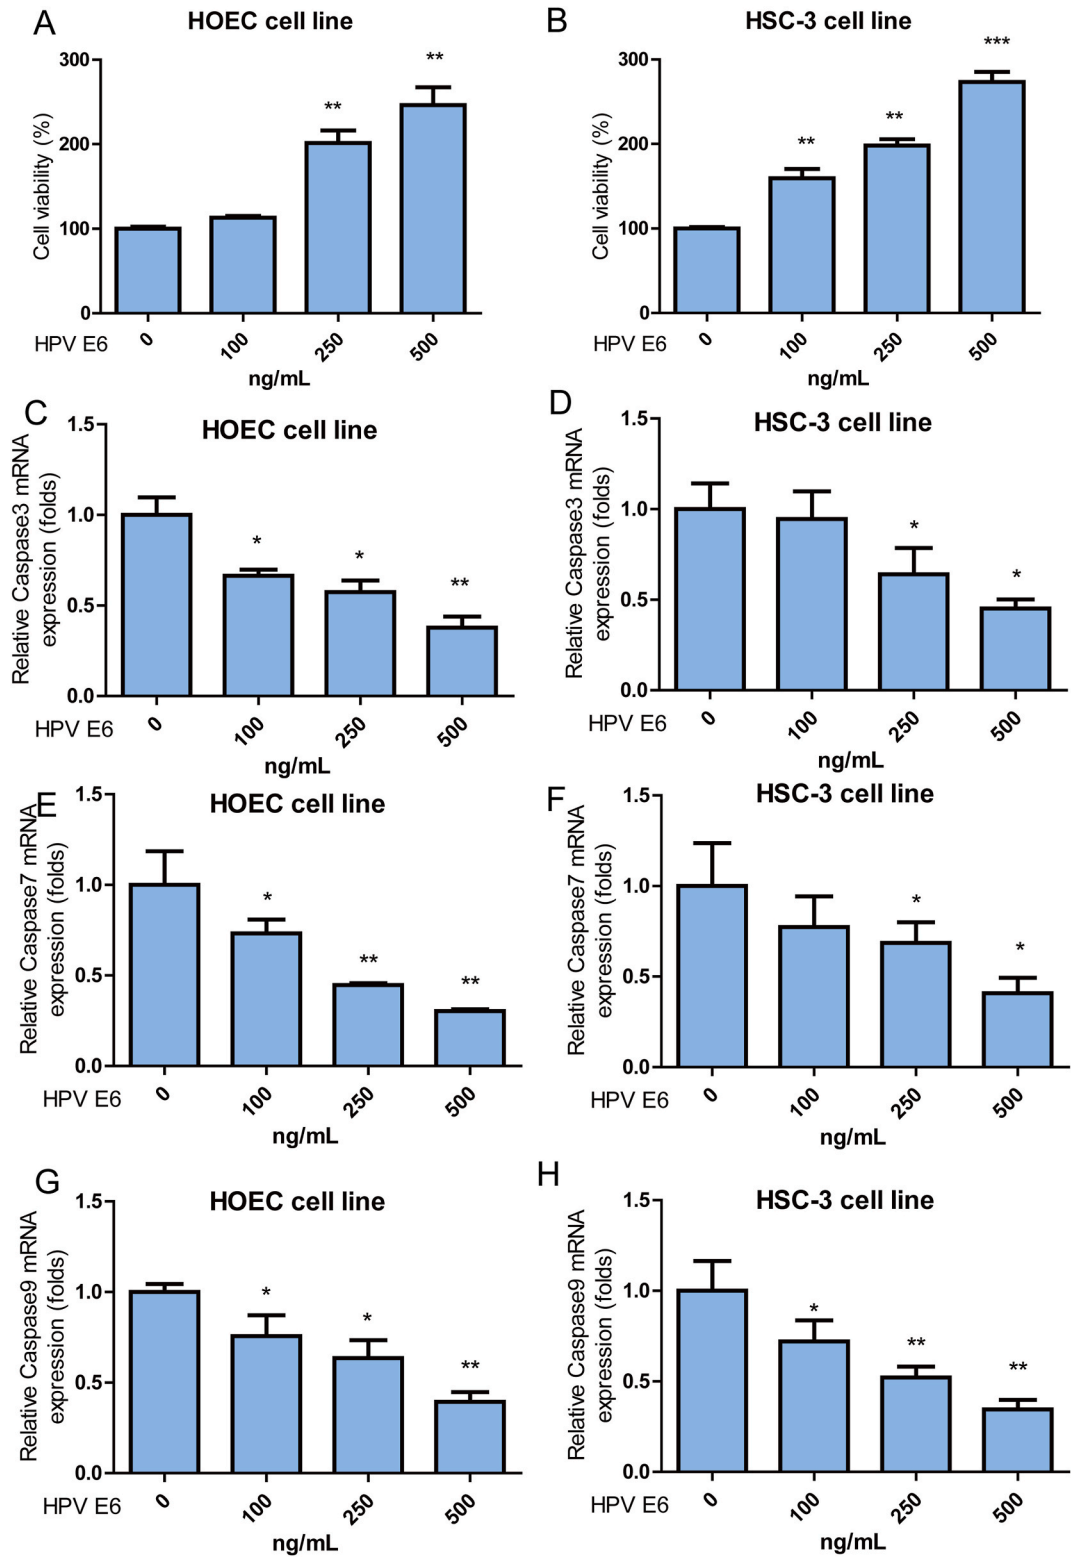 A
HOEC cell line
Cell viability (%)
300
**
**
200
100
0
HPV E6
0
100
250
500
ng/mL
B
HSC-3 cell line
Cell viability (%)
300
***
**
**
200
100
0
HPV E6
0
100
250
500
ng/mL
C
HOEC cell line
Relative Caspase3 mRNA
expression (folds)
1.5
1.0
*
*
**
0.5
0.0
HPV E6
0
100
250
500
ng/mL
D
HSC-3 cell line
Relative Caspase3 mRNA
expression (folds)
1.5
1.0
*
*
0.5
0.0
HPV E6
0
100
250
500
ng/mL
E
HOEC cell line
Relative Caspase7 mRNA
expression (folds)
1.5
1.0
*
**
**
0.5
0.0
HPV E6
0
100
250
500
ng/mL
F
HSC-3 cell line
Relative Caspase7 mRNA
expression (folds)
1.5
1.0
*
*
0.5
0.0
HPV E6
0
100
250
500
ng/mL
G
HOEC cell line
Relative Caspase9 mRNA
expression (folds)
1.5
1.0
*
*
**
0.5
0.0
HPV E6
0
100
250
500
ng/mL
H
HSC-3 cell line
Relative Caspase9 mRNA
expression (folds)
1.5
1.0
*
**
**
0.5
0.0
HPV E6
0
100
250
500
ng/mL